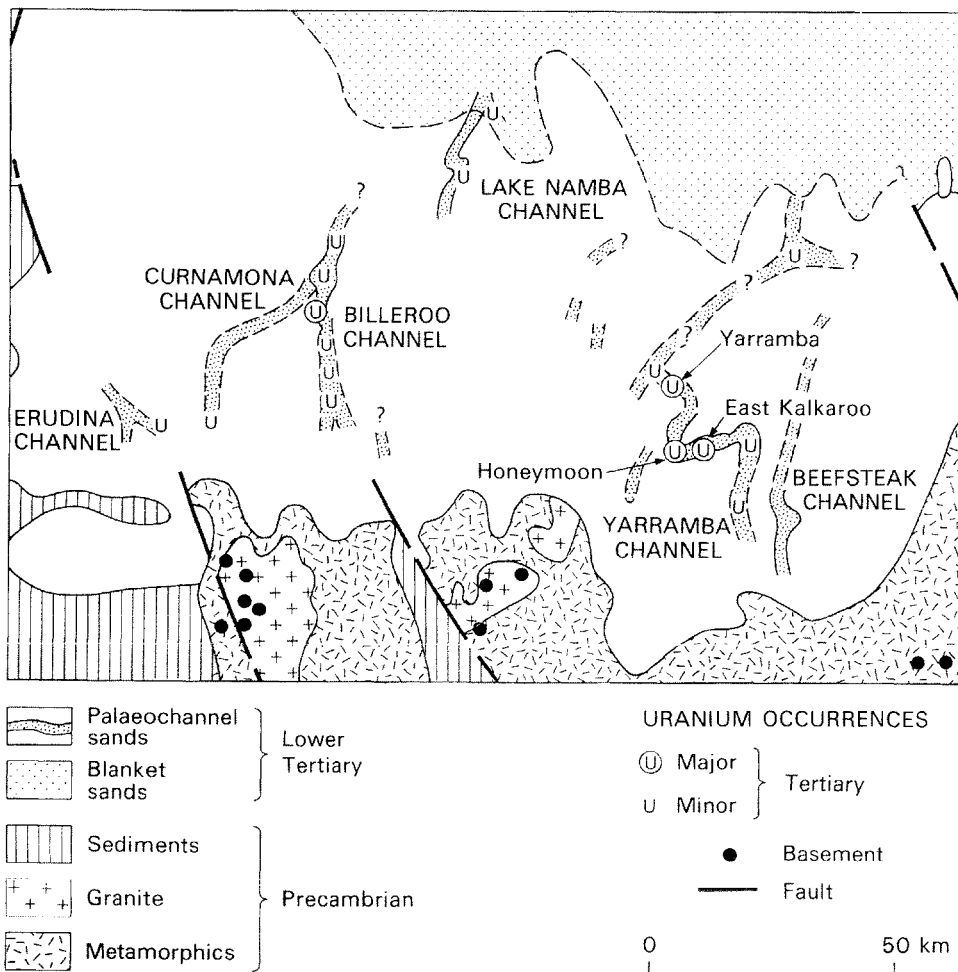 LAKE NAMBA
CHANNEL
U
U
?
?
U
U
CURNAMONA
CHANNEL
BILLEROO
CHANNEL
U
U
U
U
U
U
ERUDINA
CHANNEL
U
?
?
U
?
?
?
Yarramba
U
U
East Kalkaroo
U
U
U
Honeymoon
U
YARRAMBA
CHANNEL
BEEFSTEAK
CHANNEL
Palaeochannel
sands
Blanket
sands
Lower
Tertiary
Sediments
Granite
Metamorphics
Precambrian
URANIUM OCCURRENCES
U Major
U Minor
Tertiary
Basement
Fault
0 50 km